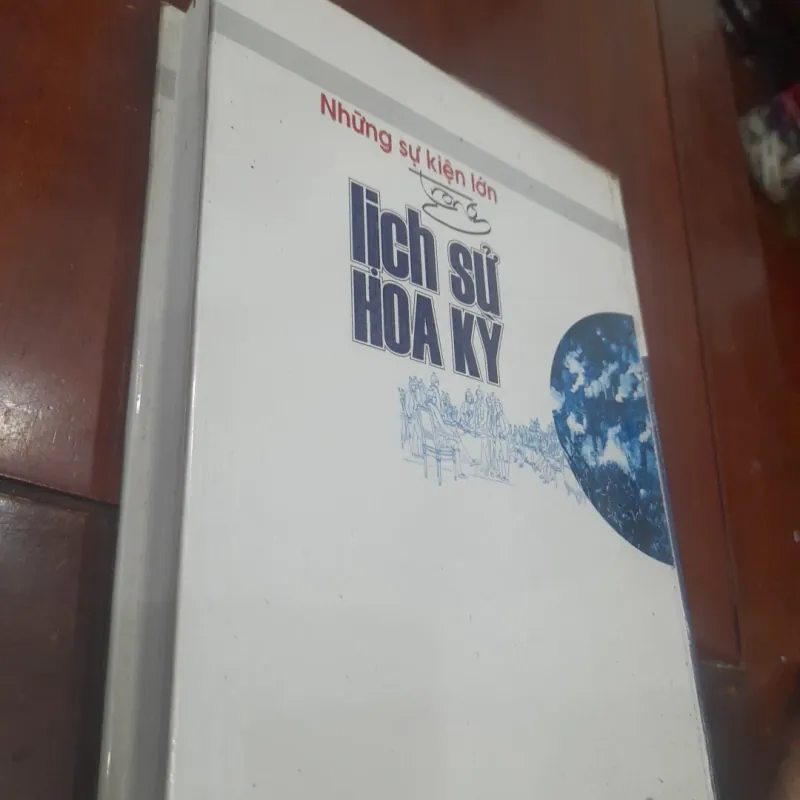 Những sự kiện lớn
trong
lịch sử
HOA KỲ